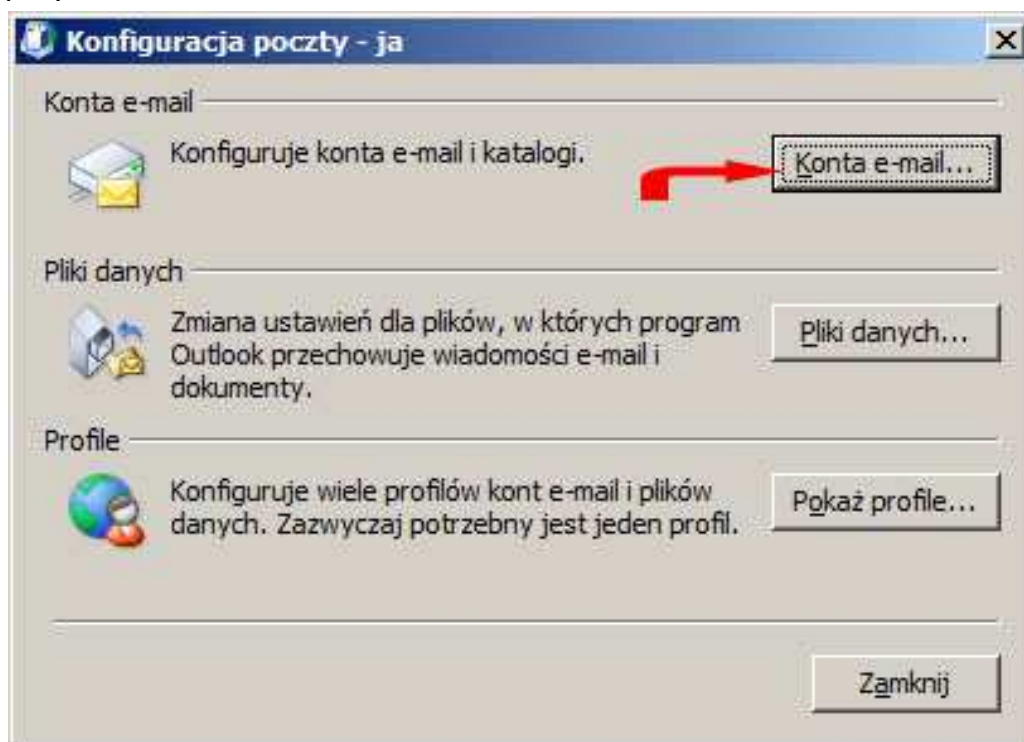 Konfiguracja poczty - ja
Konta e-mail
Konfiguruje konta e-mail i katalogi.
Konta e-mail...
Pliki danych
Zmiana ustawień dla plików, w których program
Outlook przechowuje wiadomości e-mail i
dokumenty.
Pliki danych...
Profile
Konfiguruje wiele profilów kont e-mail i plików
danych. Zazwyczaj potrzebny jest jeden profil.
Pokaż profile...
Zamknij